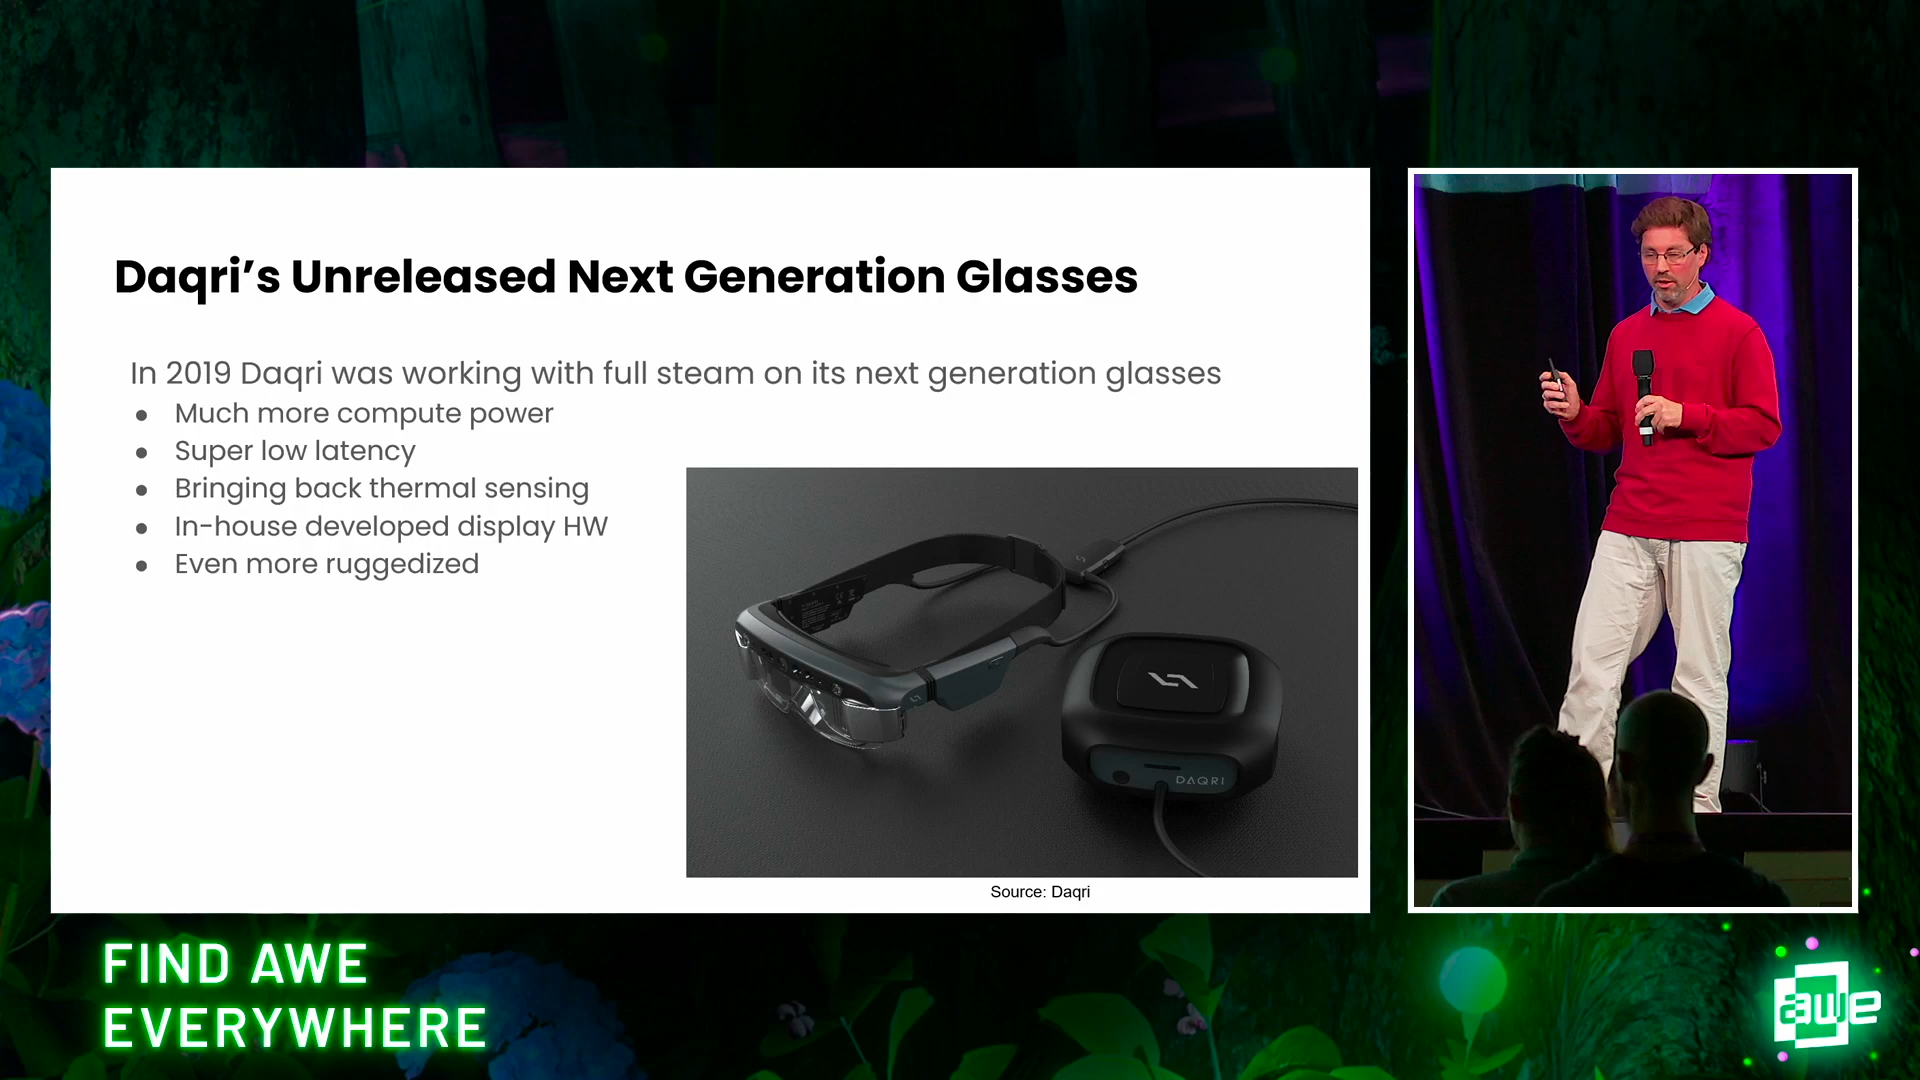 Daqri's Unreleased Next Generation Glasses
In 2019 Daqri was working with full steam on its next generation glasses
● Much more compute power
● Super low latency
● Bringing back thermal sensing
● In-house developed display HW
● Even more ruggedized
DAQRI
Source: Daqri
FIND AWE
EVERYWHERE
awe